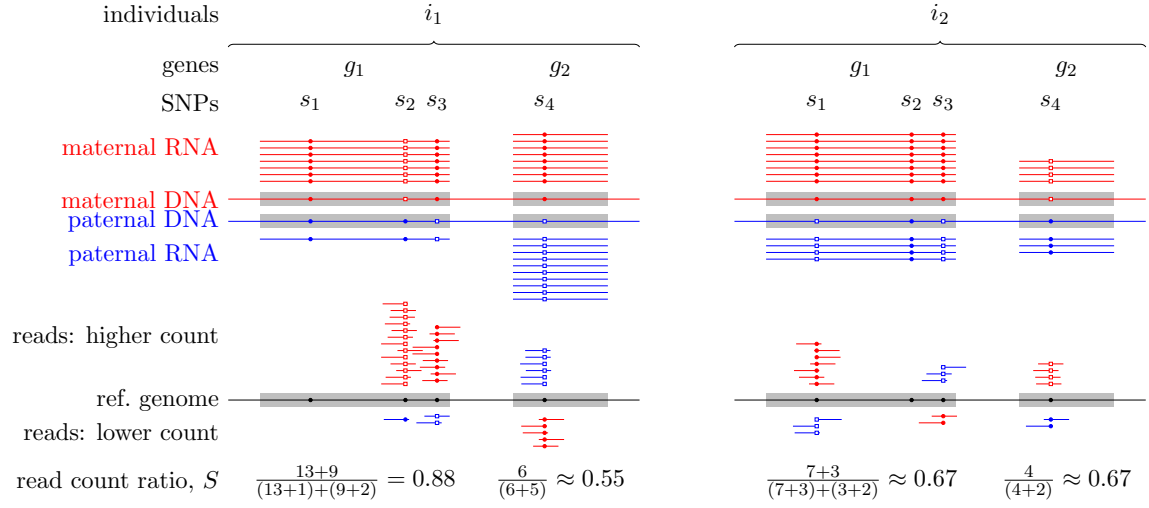 individuals i₁ i₂
genes g₁ g₂ g₁ g₂
SNPs s₁ s₂ s₃ s₄ s₁ s₂ s₃ s₄
maternal RNA
maternal DNA
paternal DNA
paternal RNA
reads: higher count
ref. genome
reads: lower count
read count ratio, S 13+9/(13+1)+(9+2) = 0.88 6/(6+5) ≈ 0.55 7+3/(7+3)+(3+2) ≈ 0.67 4/(4+2) ≈ 0.67